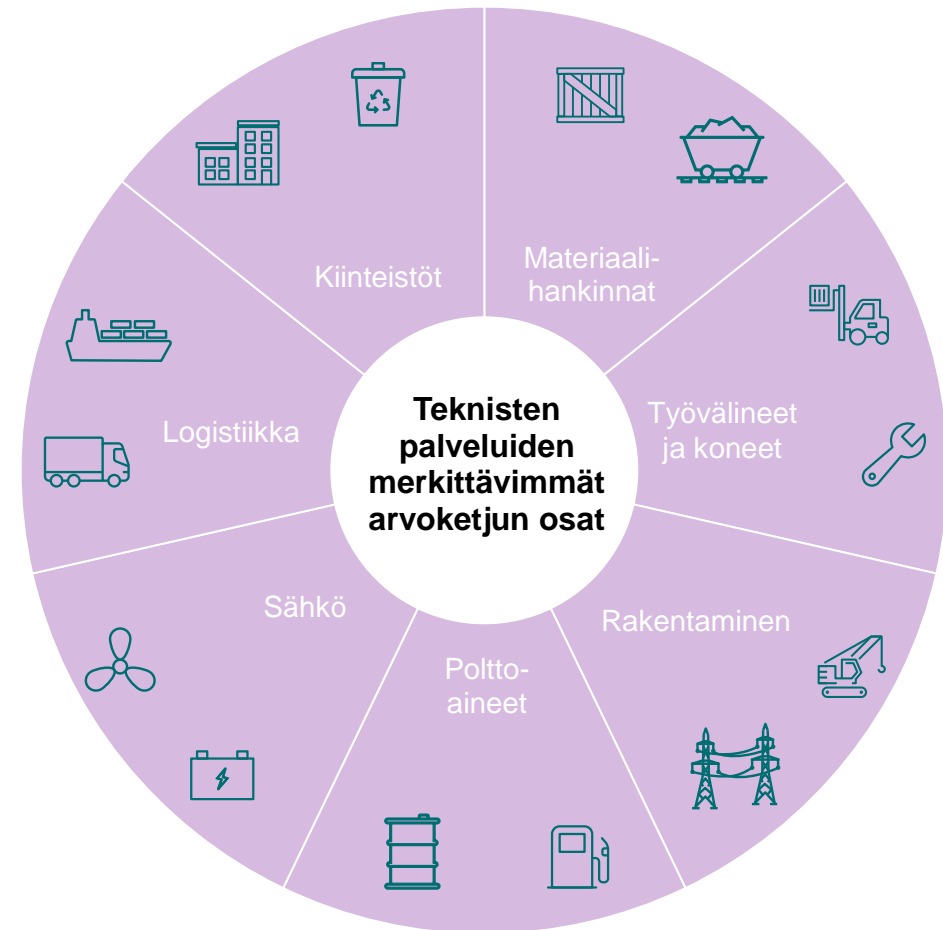 Teknisten
palveluiden
merkittävimmät
arvoketjun osat
Materiaali-
hankinnat
Työvälineet
ja koneet
Rakentaminen
Poltto-
aineet
Sähkö
Logistiikka
Kiinteistöt